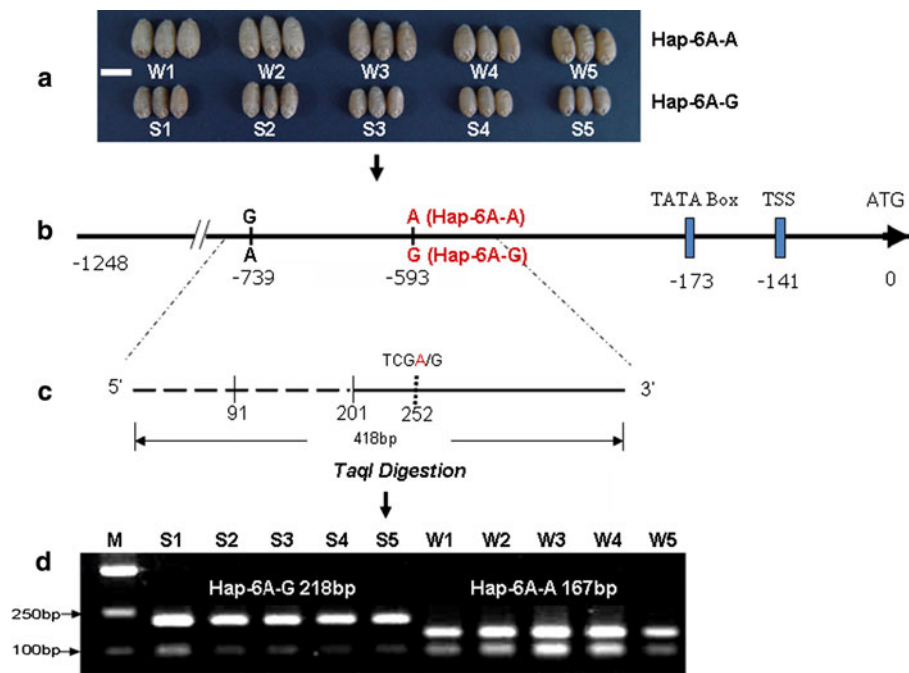 a
W1 W2 W3 W4 W5 Hap-6A-A
S1 S2 S3 S4 S5 Hap-6A-G
b
G A (Hap-6A-A) TATA Box TSS ATG
A G (Hap-6A-G)
-1248 -739 -593 -173 -141 0
c
TCGA/G
5' 3'
91 201 252
418bp
TaqI Digestion
d
M S1 S2 S3 S4 S5 W1 W2 W3 W4 W5
Hap-6A-G 218bp Hap-6A-A 167bp
250bp
100bp